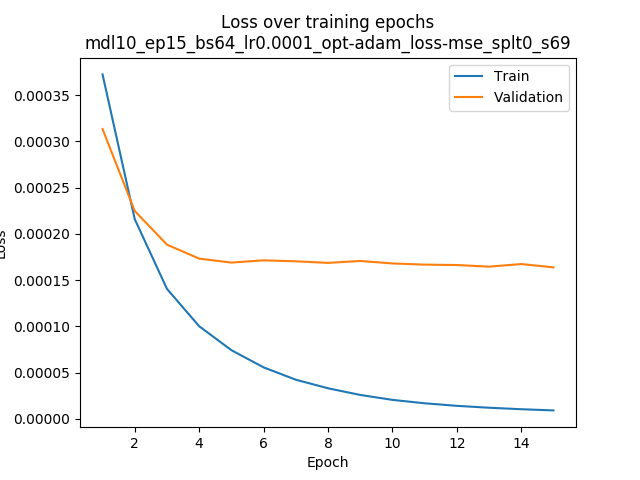 Loss over training epochs
mdl10_ep15_bs64_lr0.0001_opt-adam_loss-mse_splt0_s69
Train
Validation
0.00035
0.00030
0.00025
0.00020
0.00015
0.00010
0.00005
0.00000
Loss
2 4 6 8 10 12 14
Epoch